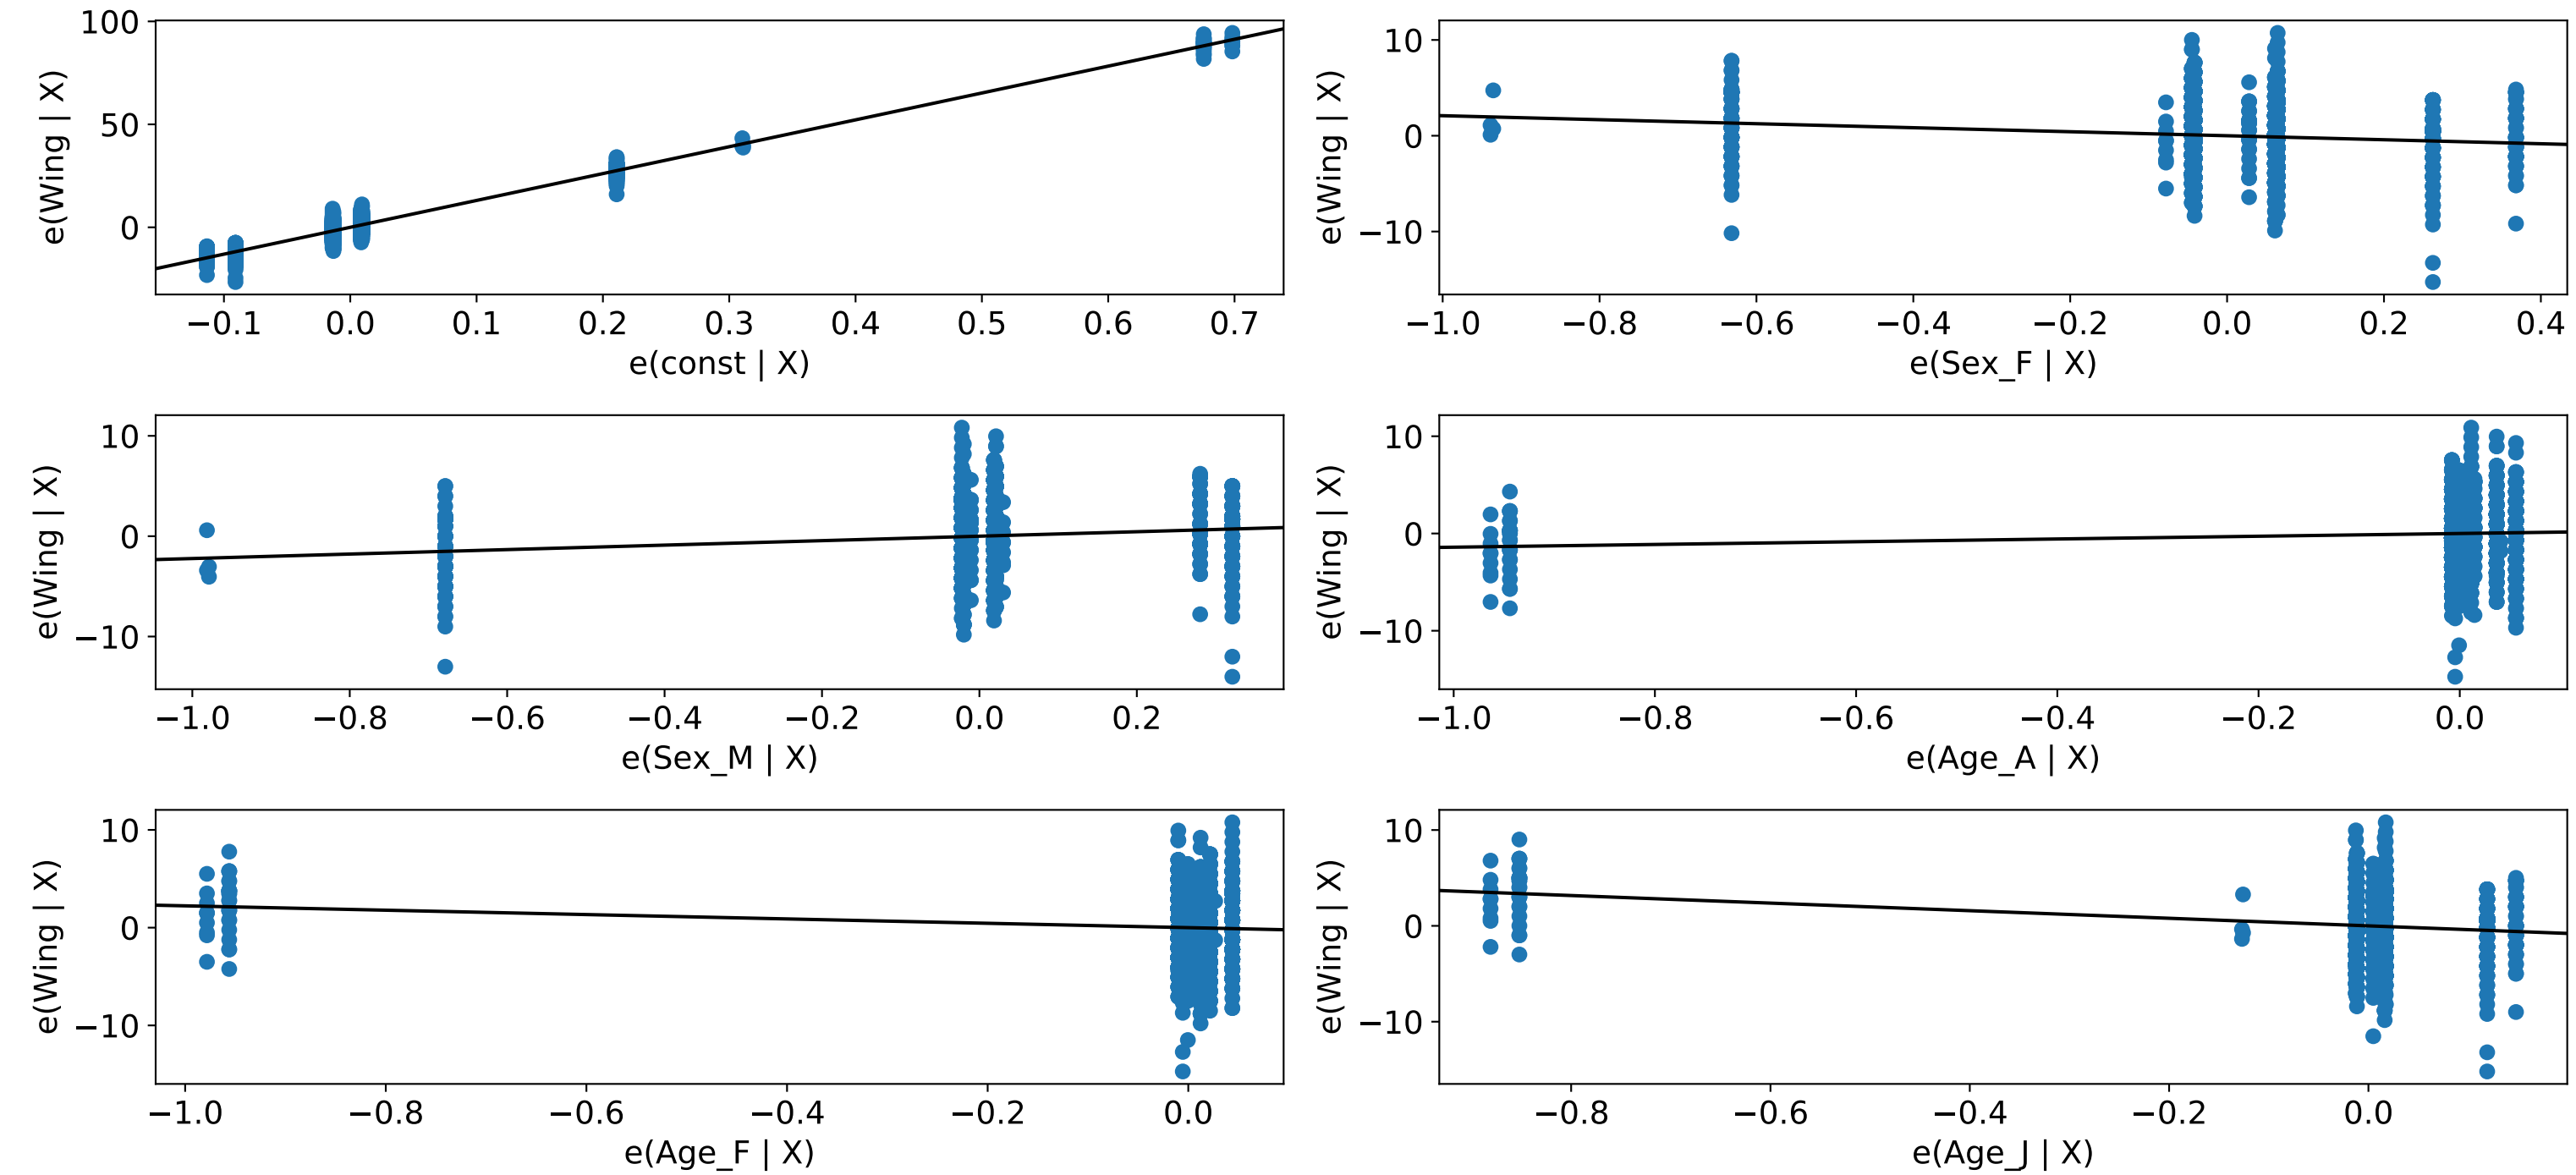 100
50
0
e(Wing | X)
−0.1 0.0 0.1 0.2 0.3 0.4 0.5 0.6 0.7
e(const | X)
10
0
−10
e(Wing | X)
−1.0 −0.8 −0.6 −0.4 −0.2 0.0 0.2 0.4
e(Sex_F | X)
10
0
−10
e(Wing | X)
−1.0 −0.8 −0.6 −0.4 −0.2 0.0 0.2
e(Sex_M | X)
10
0
−10
e(Wing | X)
−1.0 −0.8 −0.6 −0.4 −0.2 0.0
e(Age_A | X)
10
0
−10
e(Wing | X)
−1.0 −0.8 −0.6 −0.4 −0.2 0.0
e(Age_F | X)
10
0
−10
e(Wing | X)
−0.8 −0.6 −0.4 −0.2 0.0
e(Age_J | X)